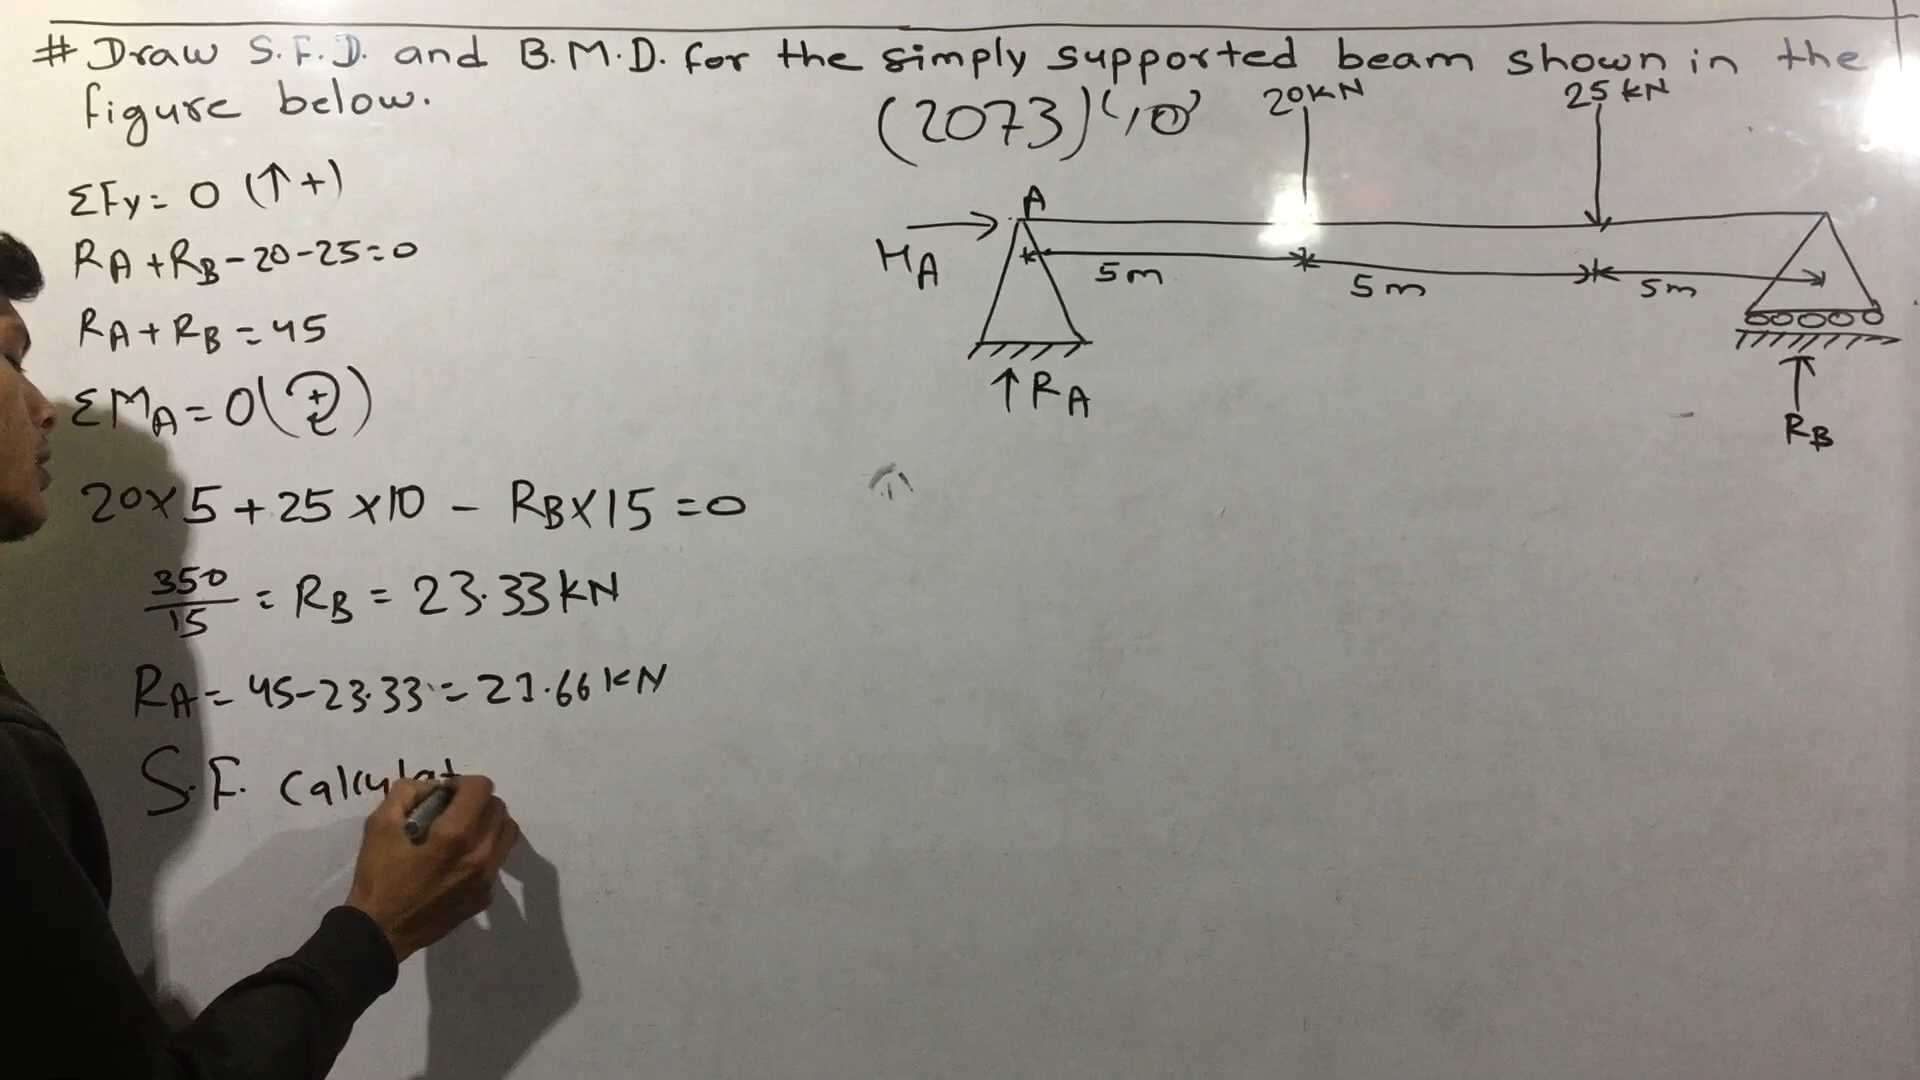 # Draw S.F.D. and B.M.D. for the simply supported beam shown in the
figure below.
(2073) '10'
20KN
25 KN
ΣFy = 0 (↑+)
RA + RB - 20 - 25 = 0
RA + RB = 45
ΣMA = 0 (+)
20×5 + 25×10 - RB×15 = 0
350/15 = RB = 23.33 KN
RA = 45-23.33 = 21.66 KN
S.F. Calculat
A
HA
5m
5m
5m
↑ RA
↑
RB